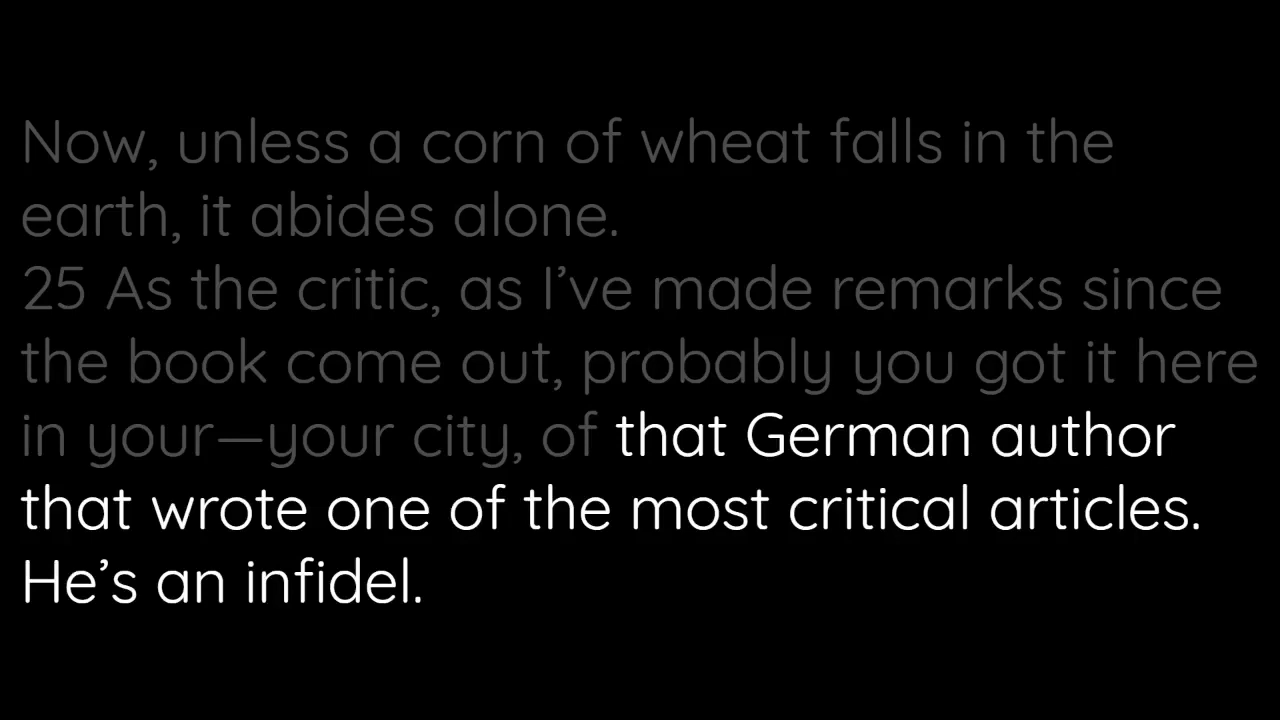 Now, unless a corn of wheat falls in the
earth, it abides alone.
25 As the critic, as I’ve made remarks since
the book come out, probably you got it here
in your—your city, of that German author
that wrote one of the most critical articles.
He’s an infidel.